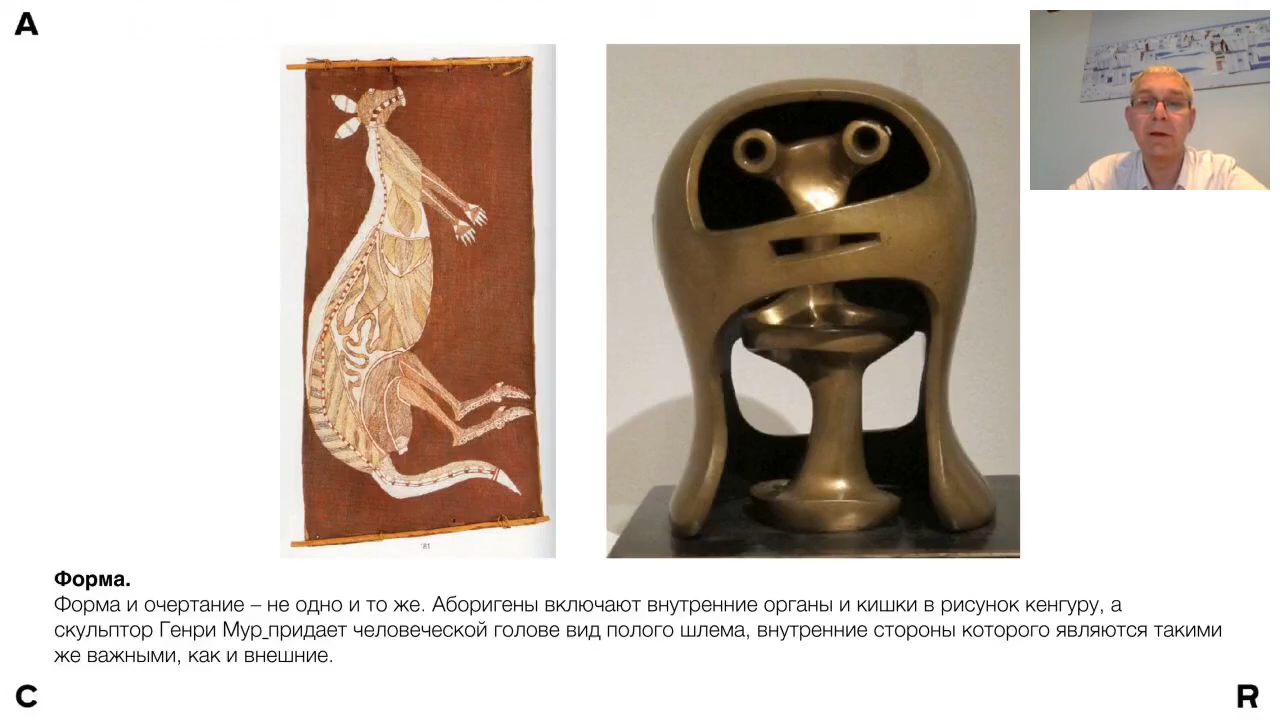 A
'81
Форма.
Форма и очертание – не одно и то же. Аборигены включают внутренние органы и кишки в рисунок кенгуру, а
скульптор Генри Мур_придает человеческой голове вид полого шлема, внутренние стороны которого являются такими
же важными, как и внешние.
C
R